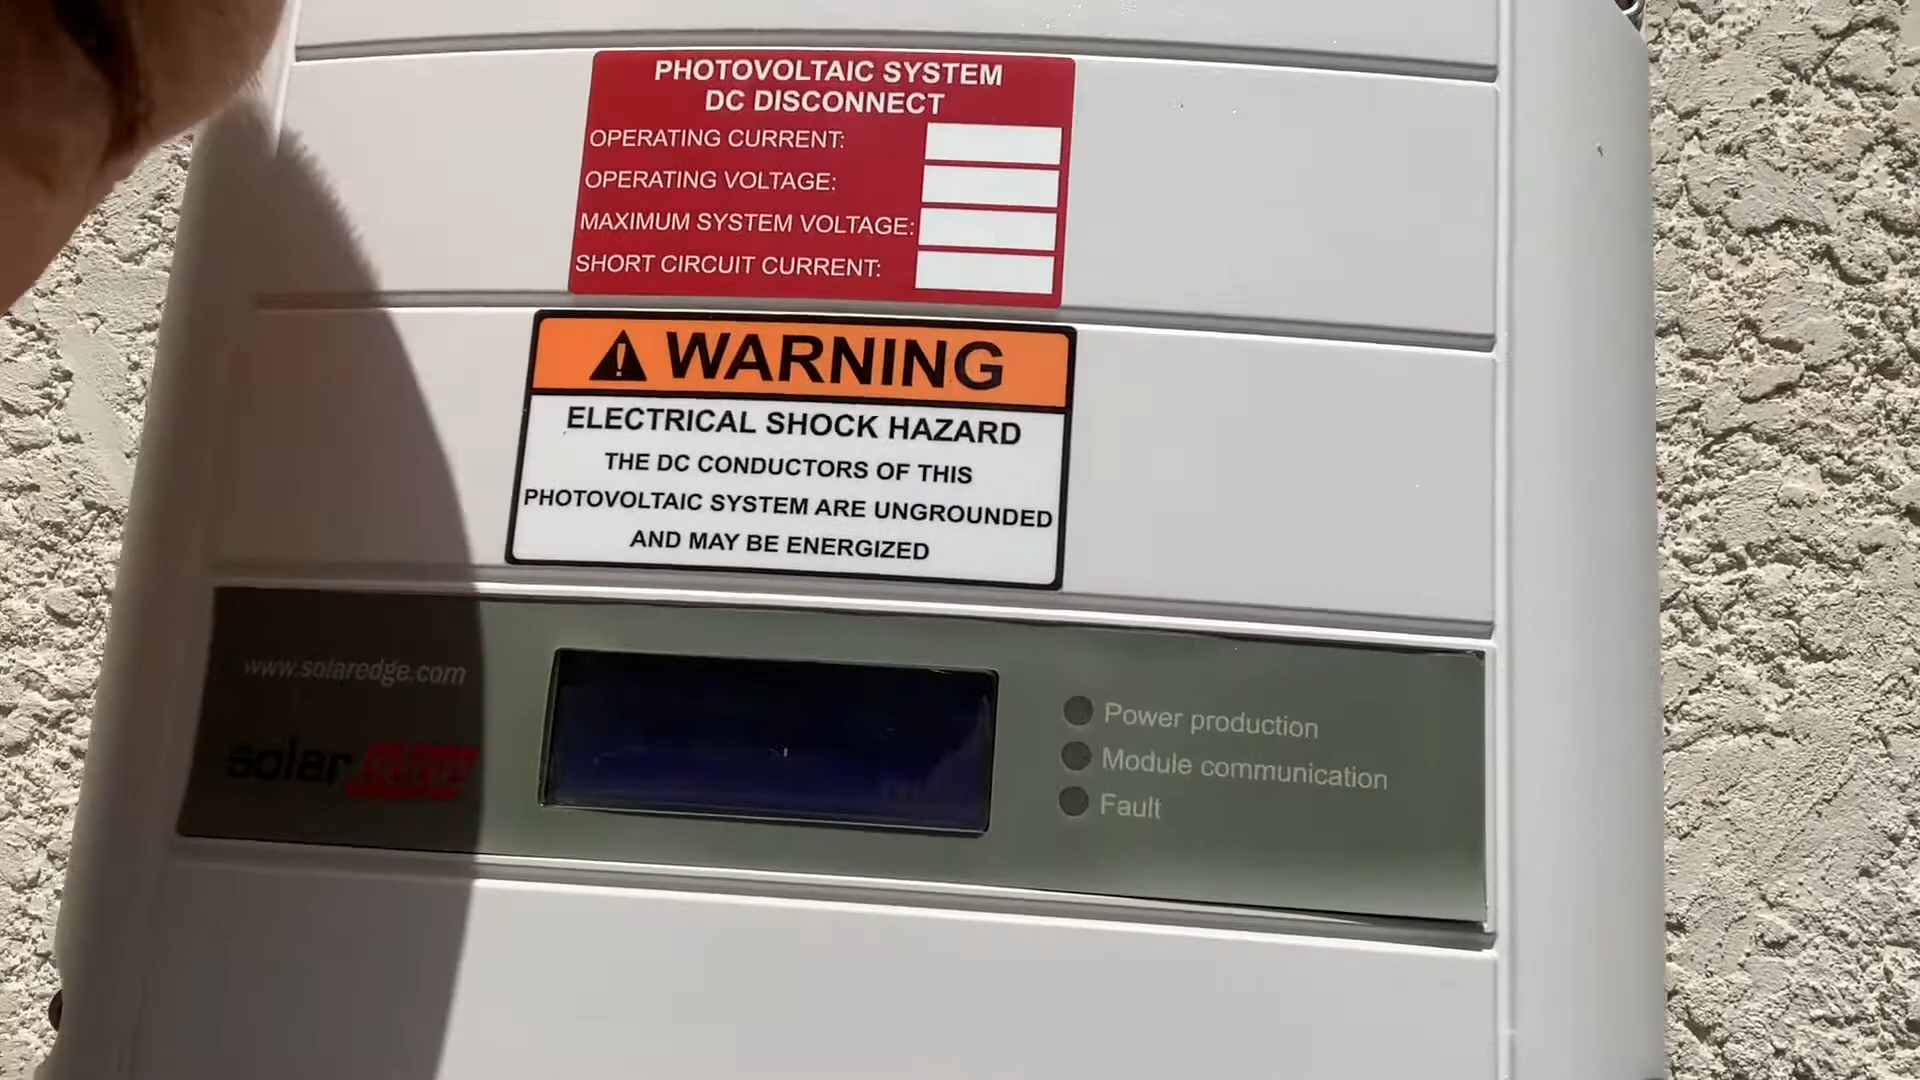 PHOTOVOLTAIC SYSTEM
DC DISCONNECT
OPERATING CURRENT:
OPERATING VOLTAGE:
MAXIMUM SYSTEM VOLTAGE:
SHORT CIRCUIT CURRENT:
WARNING
ELECTRICAL SHOCK HAZARD
THE DC CONDUCTORS OF THIS
PHOTOVOLTAIC SYSTEM ARE UNGROUNDED
AND MAY BE ENERGIZED
www.solaredge.com
solaredge
Power production
Module communication
Fault